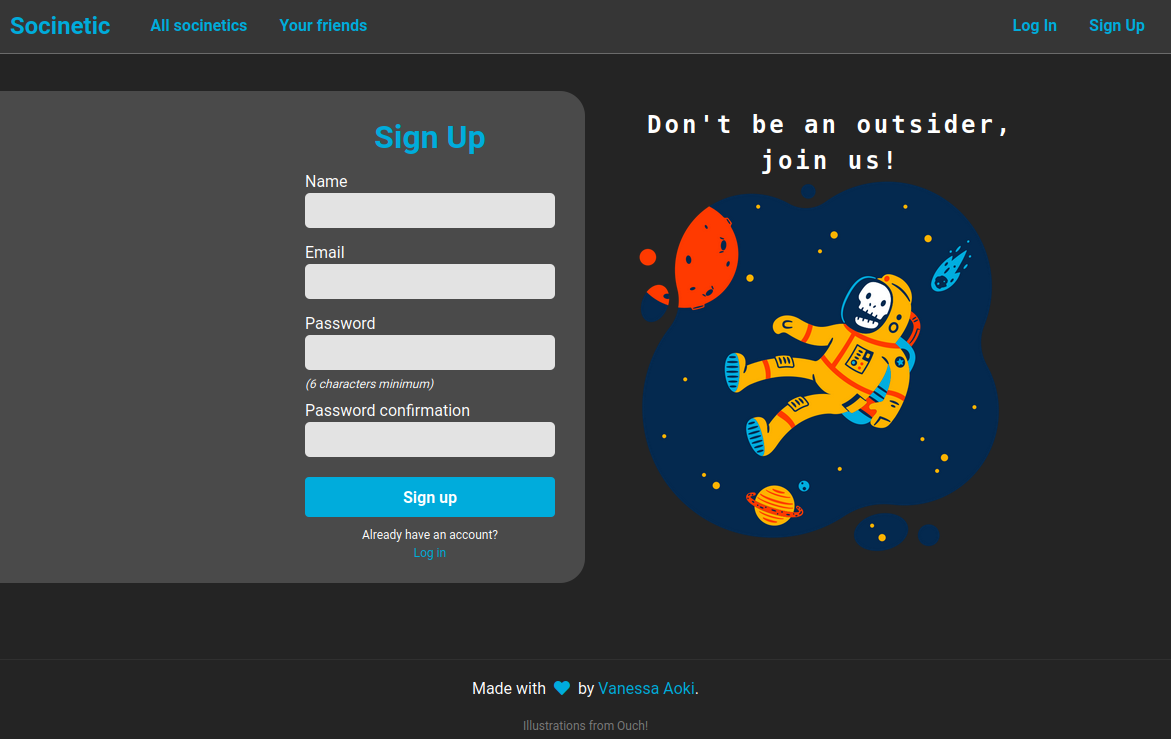 Socinetic All socinetics Your friends Log In Sign Up
Sign Up
Name
Email
Password
(6 characters minimum)
Password confirmation
Sign up
Already have an account?
Log in
Don't be an outsider,
join us!
Made with by Vanessa Aoki.
Illustrations from Ouch!